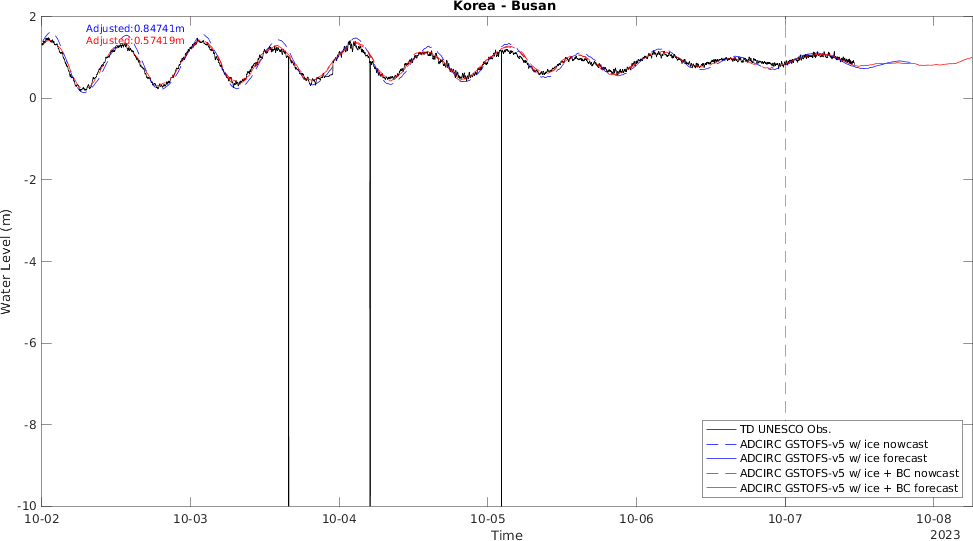 Korea - Busan
Adjusted:0.84741m
Adjusted:0.57419m
2
0
-2
-4
-6
-8
-10
Water Level (m)
TD UNESCO Obs.
ADCIRC GSTOFS-v5 w/ ice nowcast
ADCIRC GSTOFS-v5 w/ ice forecast
ADCIRC GSTOFS-v5 w/ ice + BC nowcast
ADCIRC GSTOFS-v5 w/ ice + BC forecast
10-02 10-03 10-04 10-05 10-06 10-07 10-08
Time
2023